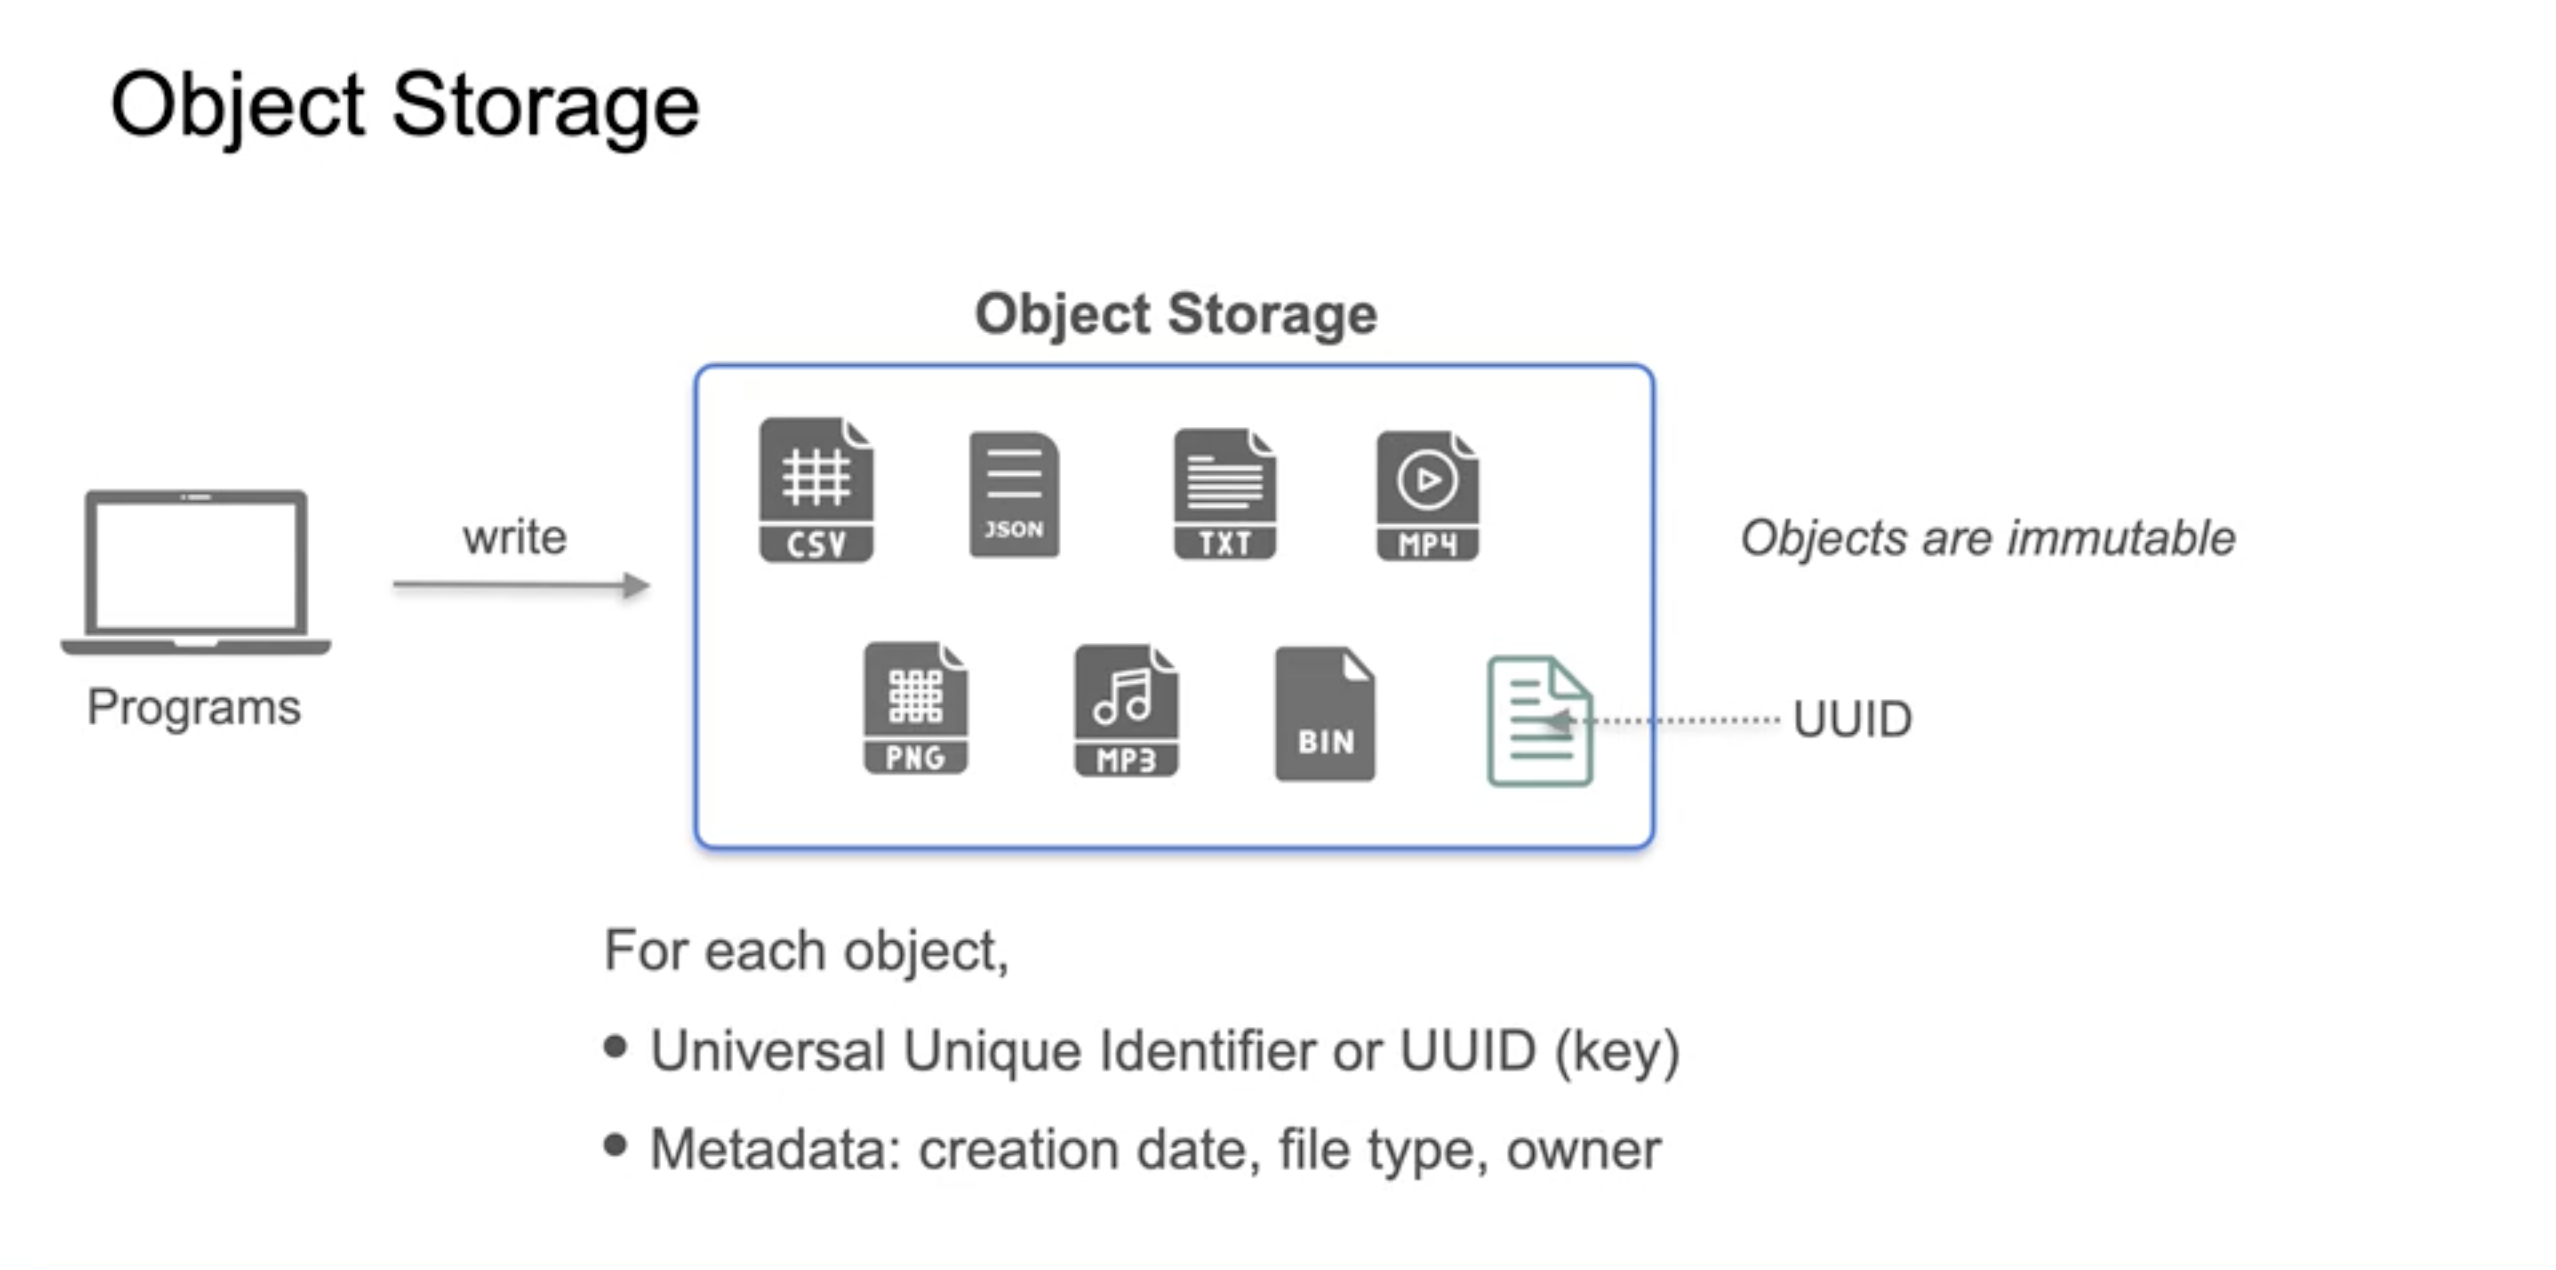 Object Storage
Object Storage
CSV
JSON
TXT
MP4
write
Objects are immutable
Programs
PNG
MP3
BIN
UUID
For each object,
• Universal Unique Identifier or UUID (key)
• Metadata: creation date, file type, owner